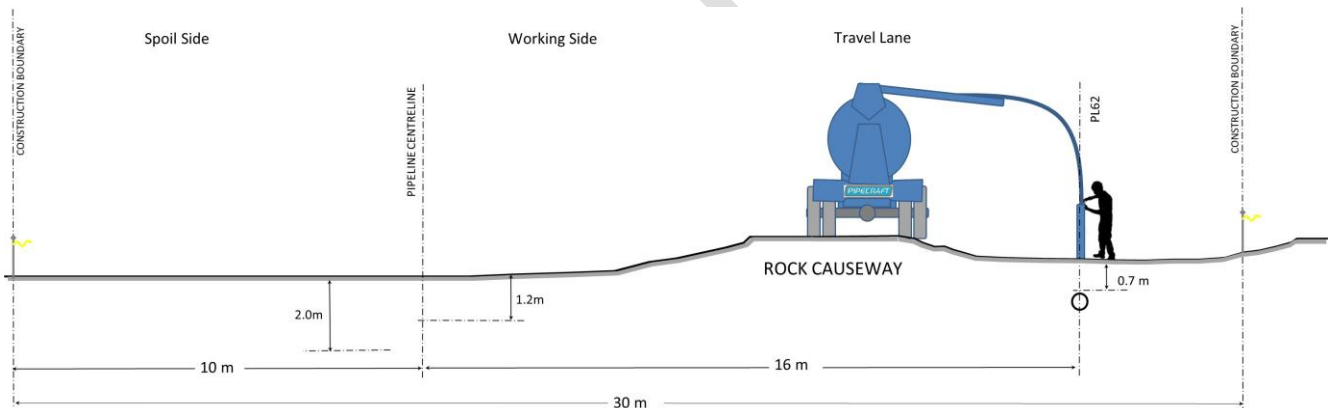 Spoil Side
Working Side
Travel Lane
CONSTRUCTION BOUNDARY
PIPELINE CENTRELINE
PL62
CONSTRUCTION BOUNDARY
PIPECRAFT
ROCK CAUSEWAY
2.0m
1.2m
0.7 m
10 m
16 m
30 m